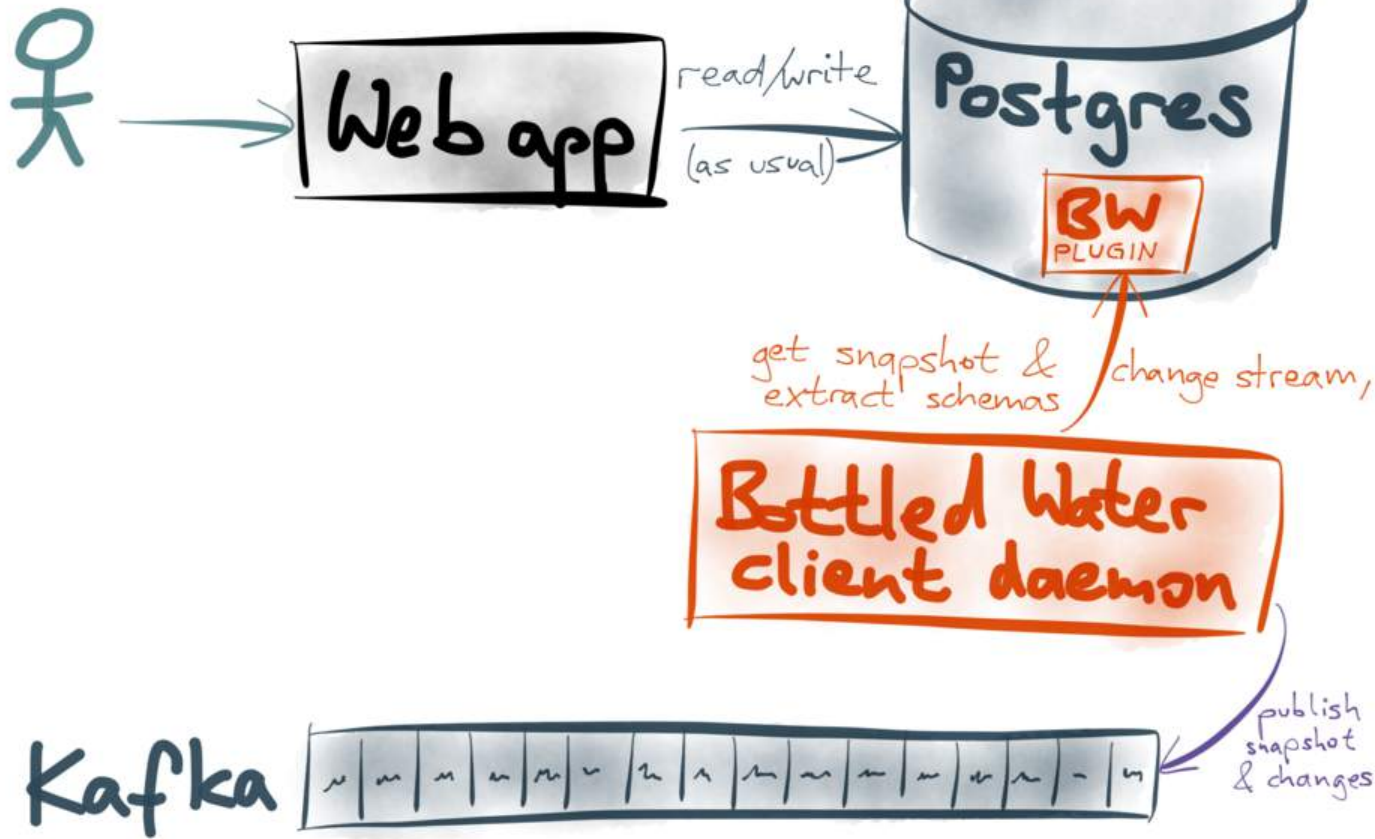 Web app
read/write
(as usual)
Postgres
BW
PLUGIN
get snapshot &
extract schemas
change stream,
Bottled Water
client daemon
publish
snapshot
& changes
Kafka